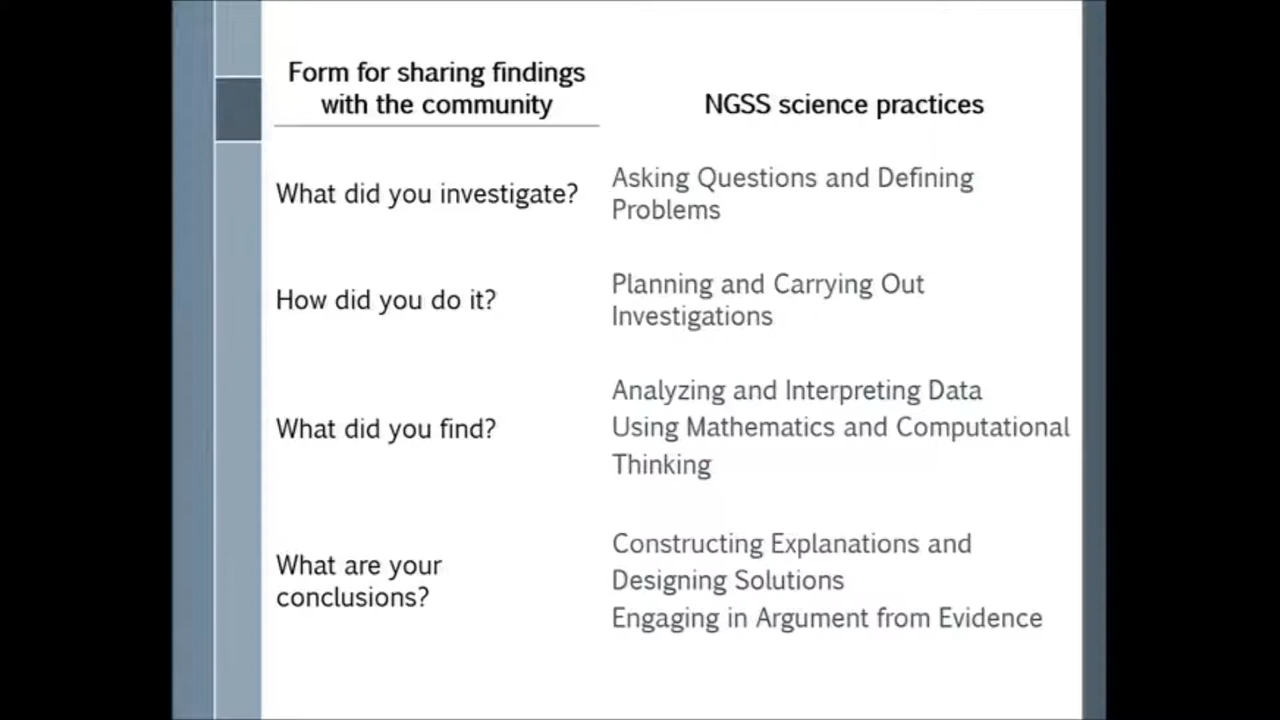 Form for sharing findings
with the community
NGSS science practices
What did you investigate?
Asking Questions and Defining
Problems
How did you do it?
Planning and Carrying Out
Investigations
What did you find?
Analyzing and Interpreting Data
Using Mathematics and Computational
Thinking
What are your
conclusions?
Constructing Explanations and
Designing Solutions
Engaging in Argument from Evidence